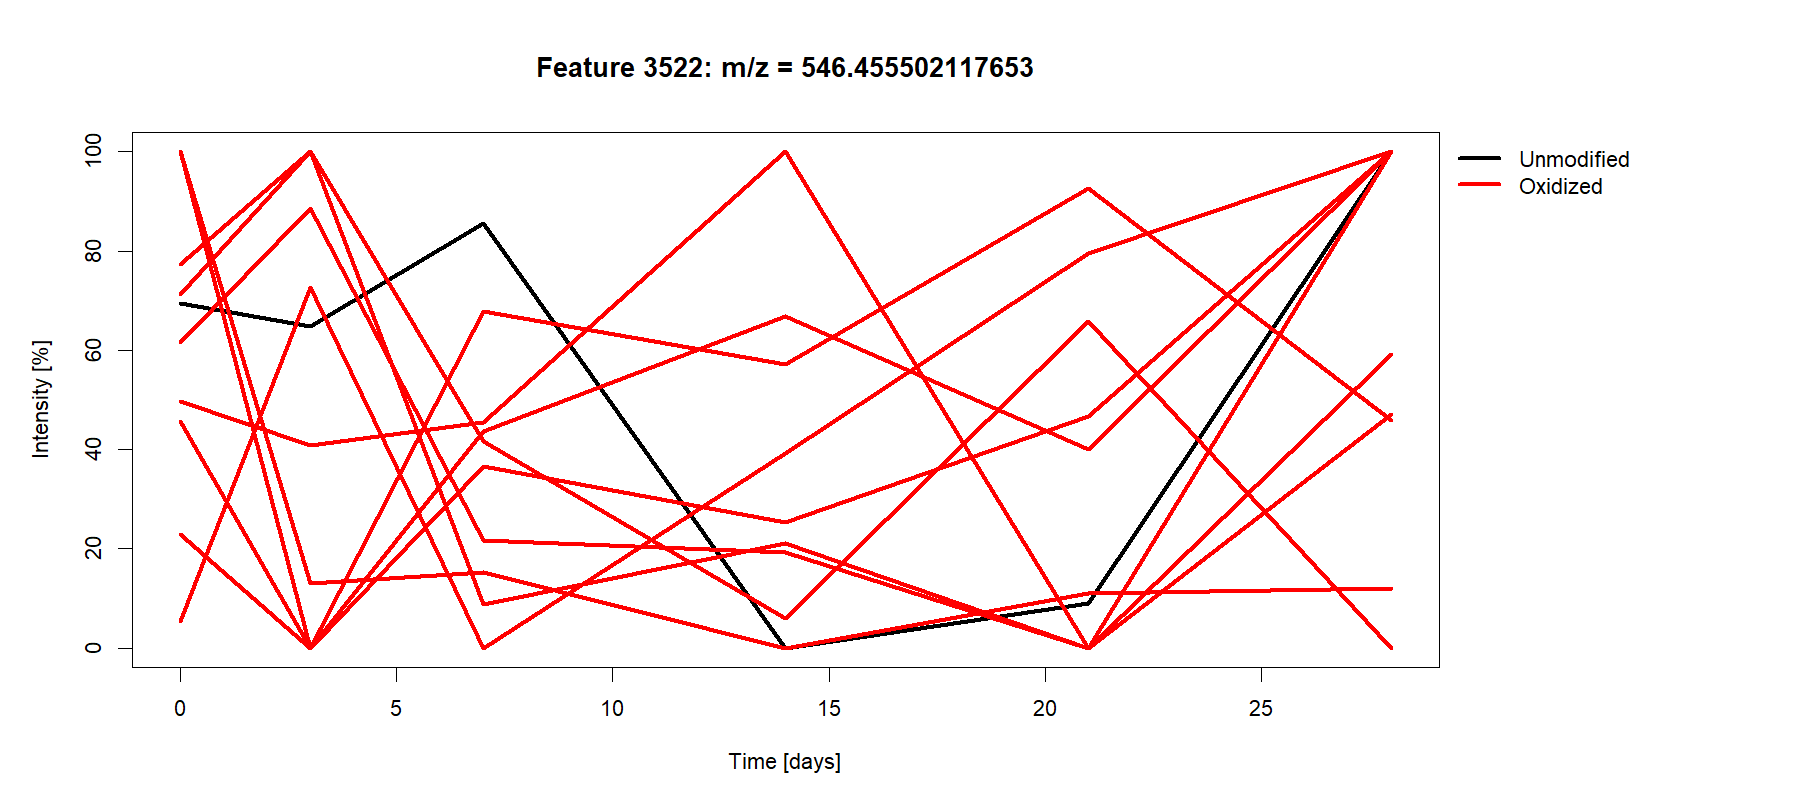 Feature 3522: m/z = 546.455502117653
Unmodified
Oxidized
Intensity [%]
100
80
60
40
20
0
0 5 10 15 20 25
Time [days]